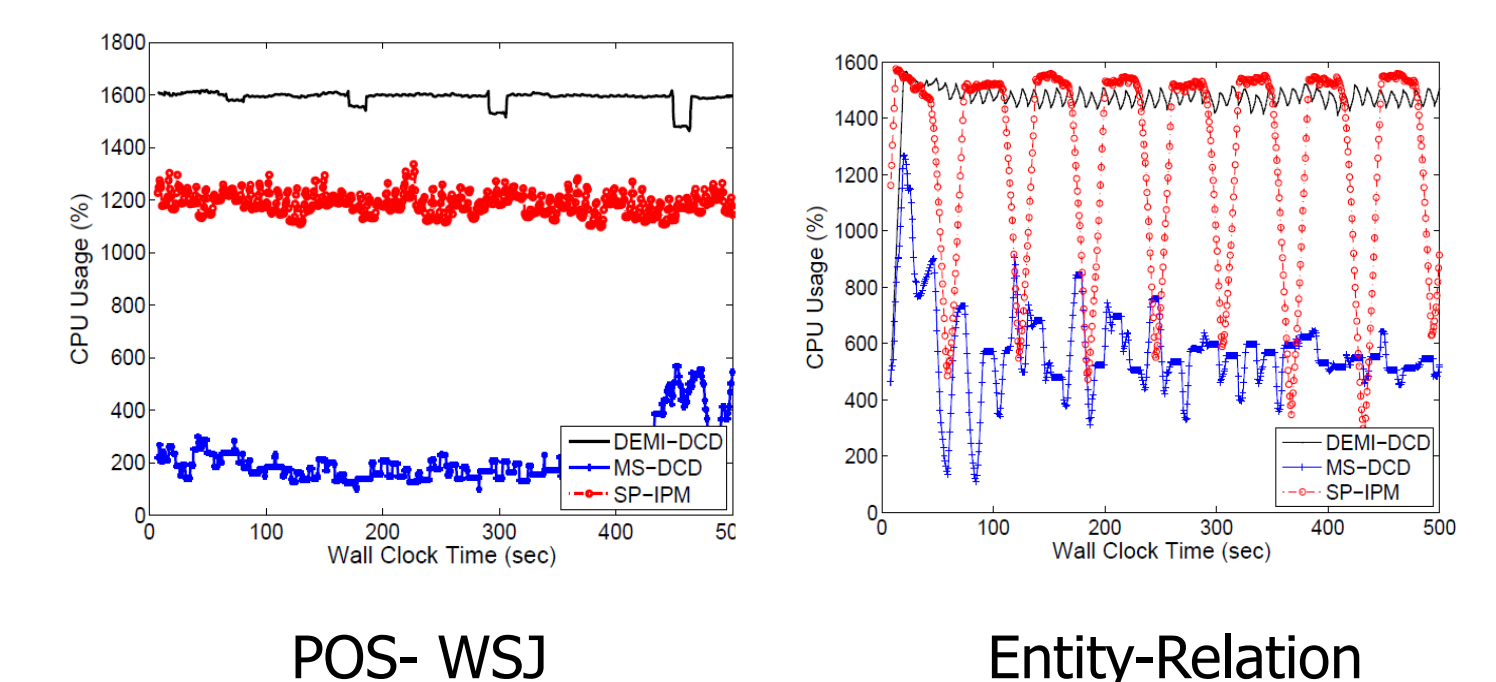 1800
1600
1400
1200
1000
800
600
400
200
0
CPU Usage (%)
DEMI−DCD
MS−DCD
SP−IPM
0 100 200 300 400 50
Wall Clock Time (sec)
POS- WSJ
1600
1400
1200
1000
800
600
400
200
0
CPU Usage (%)
DEMI−DCD
MS−DCD
SP−IPM
0 100 200 300 400 500
Wall Clock Time (sec)
Entity-Relation